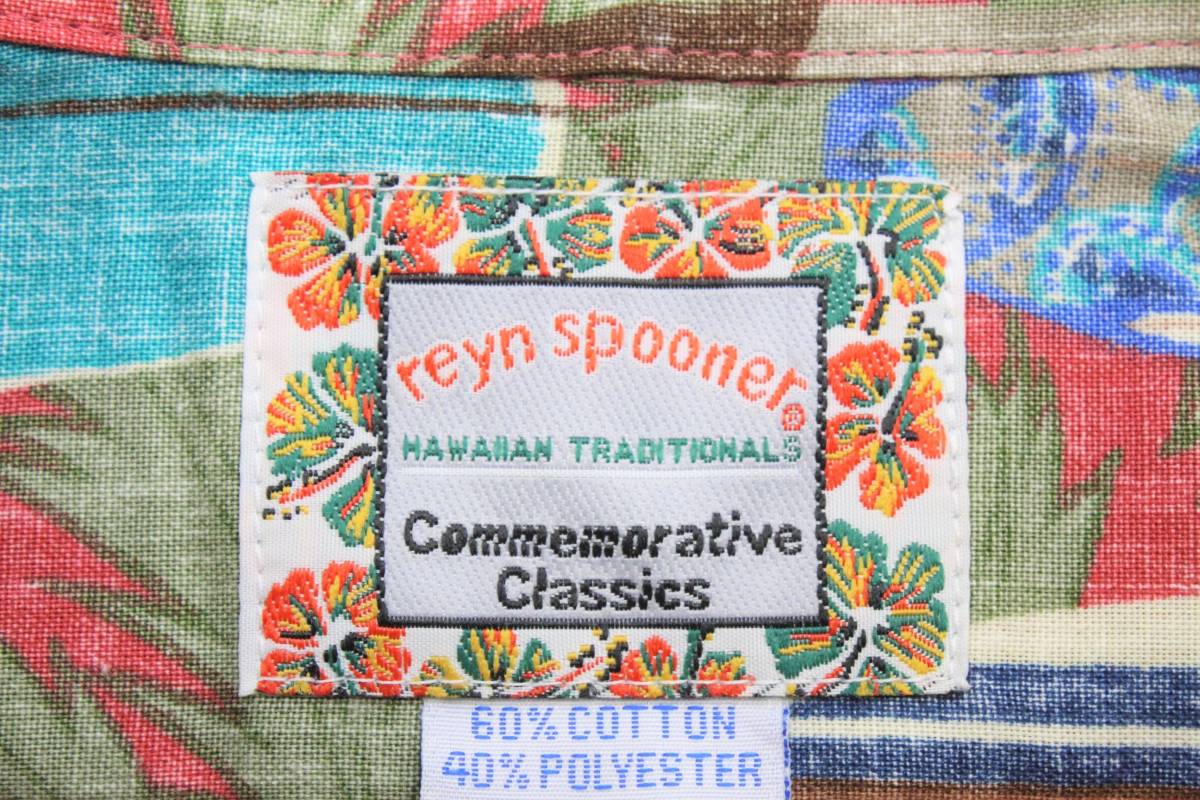 reyn spooner®
HAWAIIAN TRADITIONALS
Commemorative
Classics
60% COTTON
40% POLYESTER